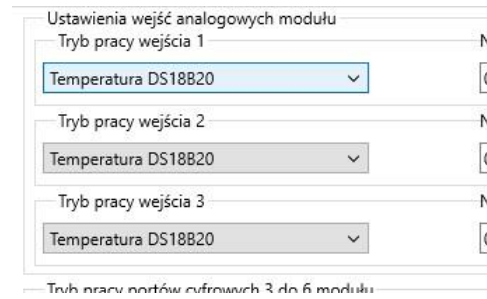 Ustawienia wejść analogowych modułu
Tryb pracy wejścia 1
Temperatura DS18B20
Tryb pracy wejścia 2
Temperatura DS18B20
Tryb pracy wejścia 3
Temperatura DS18B20
Tryb pracy portów cyfrowych 3 do 6 modułu